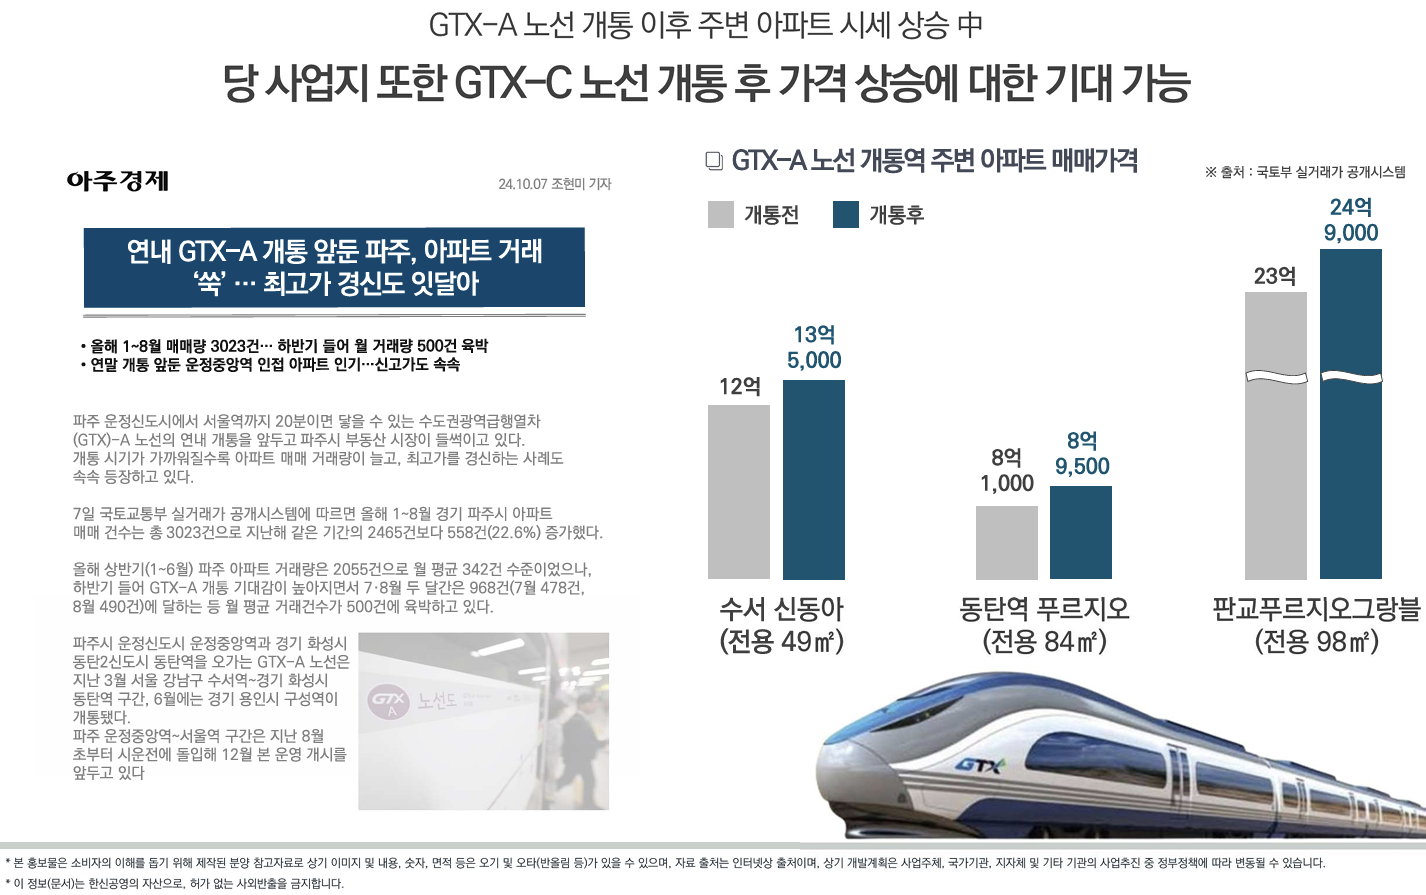 GTX-A 노선 개통 이후 주변 아파트 시세 상승 中
당 사업지 또한 GTX-C 노선 개통 후 가격 상승에 대한 기대 가능
아주경제
24.10.07 조현미 기자
연내 GTX-A 개통 앞둔 파주, 아파트 거래
‘쑥’ … 최고가 경신도 잇달아
• 올해 1~8월 매매량 3023건… 하반기 들어 월 거래량 500건 육박
• 연말 개통 앞둔 운정중앙역 인접 아파트 인기…신고가도 속속
파주 운정신도시에서 서울역까지 20분이면 닿을 수 있는 수도권광역급행열차
(GTX)-A 노선의 연내 개통을 앞두고 파주시 부동산 시장이 들썩이고 있다.
개통 시기가 가까워질수록 아파트 매매 거래량이 늘고, 최고가를 경신하는 사례도
속속 등장하고 있다.
7일 국토교통부 실거래가 공개시스템에 따르면 올해 1~8월 경기 파주시 아파트
매매 건수는 총 3023건으로 지난해 같은 기간의 2465건보다 558건(22.6%) 증가했다.
올해 상반기(1~6월) 파주 아파트 거래량은 2055건으로 월 평균 342건 수준이었으나,
하반기 들어 GTX-A 개통 기대감이 높아지면서 7·8월 두 달간은 968건(7월 478건,
8월 490건)에 달하는 등 월 평균 거래건수가 500건에 육박하고 있다.
파주시 운정신도시 운정중앙역과 경기 화성시
동탄2신도시 동탄역을 오가는 GTX-A 노선은
지난 3월 서울 강남구 수서역~경기 화성시
동탄역 구간, 6월에는 경기 용인시 구성역이
개통됐다.
파주 운정중앙역~서울역 구간은 지난 8월
초부터 시운전에 돌입해 12월 본 운영 개시를
앞두고 있다
GTX
A
노선도
GTX-A 노선 개통역 주변 아파트 매매가격
※ 출처 : 국토부 실거래가 공개시스템
개통전
개통후
12억
13억
5,000
8억
1,000
8억
9,500
23억
24억
9,000
수서 신동아
(전용 49㎡)
동탄역 푸르지오
(전용 84㎡)
판교푸르지오그랑블
(전용 98㎡)
GTX
* 본 홍보물은 소비자의 이해를 돕기 위해 제작된 분양 참고자료로 상기 이미지 및 내용, 숫자, 면적 등은 오기 및 오타(반올림 등)가 있을 수 있으며, 자료 출처는 인터넷상 출처이며, 상기 개발계획은 사업주체, 국가기관, 지자체 및 기타 기관의 사업추진 중 정부정책에 따라 변동될 수 있습니다.
* 이 정보(문서)는 한신공영의 자산으로, 허가 없는 사외반출을 금지합니다.